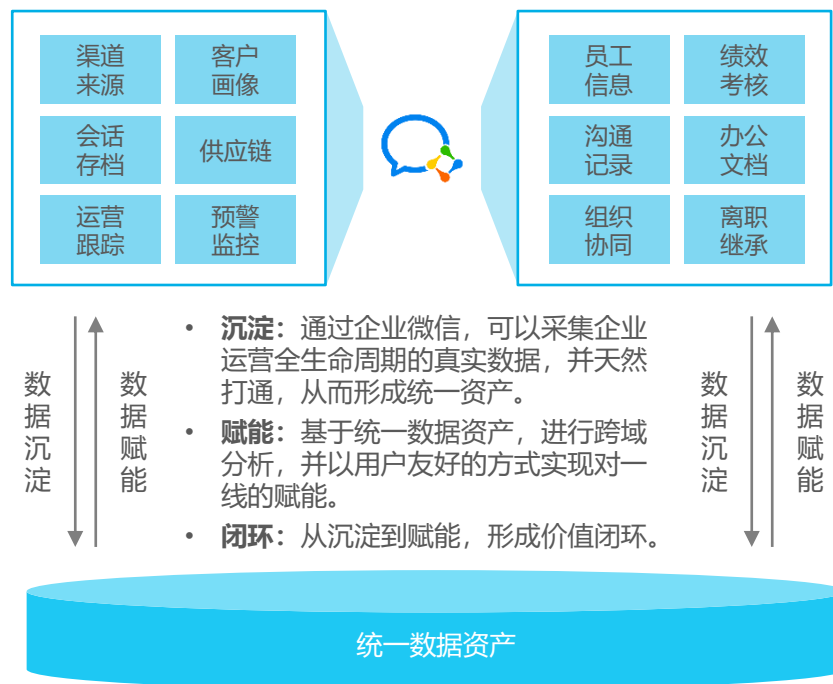 渠道
来源
客户
画像
会话
存档
供应链
运营
跟踪
预警
监控
员工
信息
绩效
考核
沟通
记录
办公
文档
组织
协同
离职
继承
数据沉淀
数据赋能
• 沉淀：通过企业微信，可以采集企业
运营全生命周期的真实数据，并天然
打通，从而形成统一资产。
• 赋能：基于统一数据资产，进行跨域
分析，并以用户友好的方式实现对一
线的赋能。
• 闭环：从沉淀到赋能，形成价值闭环。
数据沉淀
数据赋能
统一数据资产